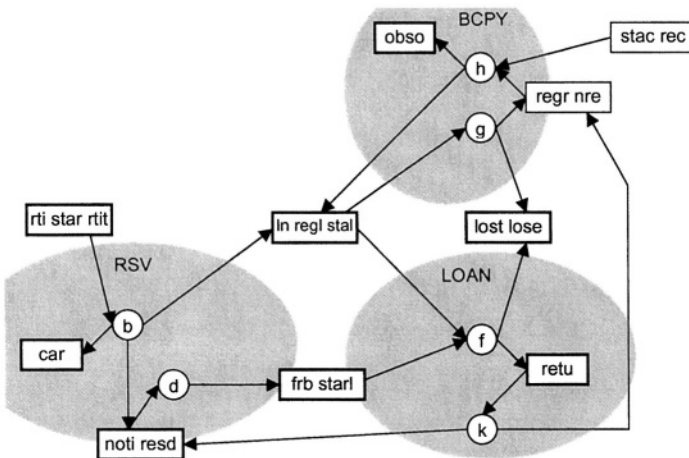 BCPY
obso
stac rec
h
regr nre
g
rti star rtit
ln regl stal
lost lose
RSV
LOAN
b
f
car
d
frb starl
retu
noti resd
k